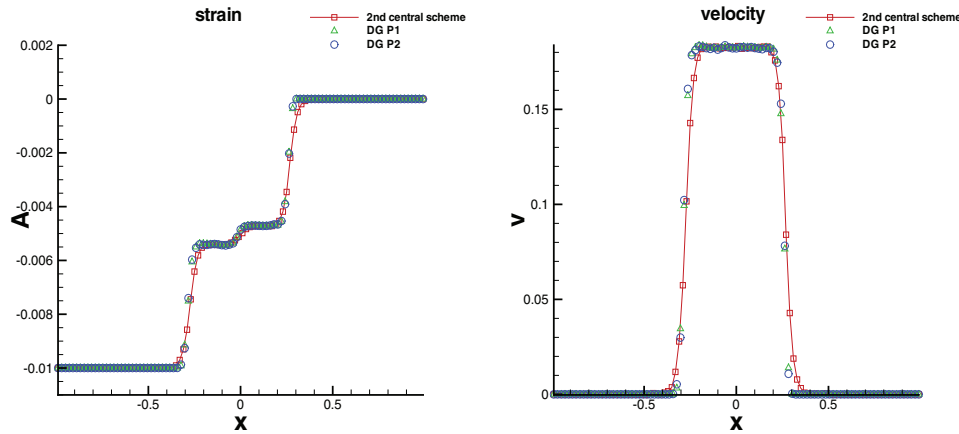 strain
2nd central scheme
DG P1
DG P2
0.002
0
-0.002
-0.004
-0.006
-0.008
-0.01
A
-0.5
0
0.5
X
velocity
2nd central scheme
DG P1
DG P2
0.15
0.1
0.05
0
V
-0.5
0
0.5
X